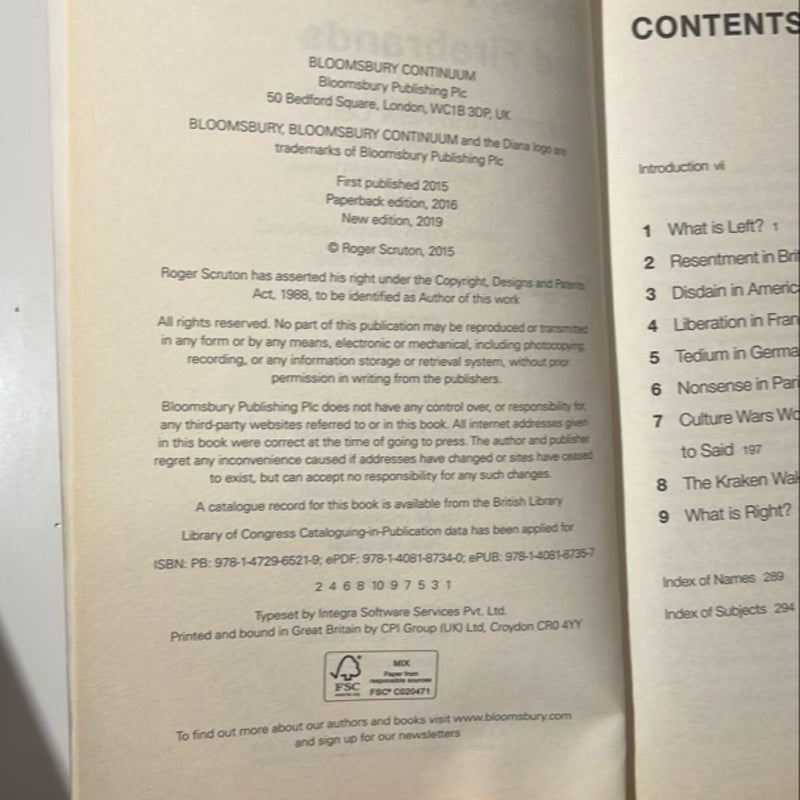 BLOOMSBURY CONTINUUM
Bloomsbury Publishing Plc
50 Bedford Square, London, WC1B 3DP, UK
BLOOMSBURY, BLOOMSBURY CONTINUUM and the Diana logo are
trademarks of Bloomsbury Publishing Plc
First published 2015
Paperback edition, 2016
New edition, 2019
© Roger Scruton, 2015
Roger Scruton has asserted his right under the Copyright, Designs and Patents
Act, 1988, to be identified as Author of this work
All rights reserved. No part of this publication may be reproduced or transmitted
in any form or by any means, electronic or mechanical, including photocopying,
recording, or any information storage or retrieval system, without prior
permission in writing from the publishers.
Bloomsbury Publishing Plc does not have any control over, or responsibility for,
any third-party websites referred to or in this book. All internet addresses given
in this book were correct at the time of going to press. The author and publisher
regret any inconvenience caused if addresses have changed or sites have ceased
to exist, but can accept no responsibility for any such changes.
A catalogue record for this book is available from the British Library
Library of Congress Cataloguing-in-Publication data has been applied for
ISBN: PB: 978-1-4729-6521-9; ePDF: 978-1-4081-8734-0; ePUB: 978-1-4081-8735-7
2 4 6 8 10 9 7 5 3 1
Typeset by Integra Software Services Pvt. Ltd.
Printed and bound in Great Britain by CPI Group (UK) Ltd, Croydon CR0 4YY
FSC
MIX
Paper from
responsible sources
FSC® C020471
To find out more about our authors and books visit www.bloomsbury.com
and sign up for our newsletters
CONTENTS
Introduction vii
1 What is Left? 1
2 Resentment in Brit
3 Disdain in Americ
4 Liberation in Fran
5 Tedium in Germa
6 Nonsense in Pari
7 Culture Wars Wo
to Said 197
8 The Kraken Wak
9 What is Right?
Index of Names 289
Index of Subjects 294